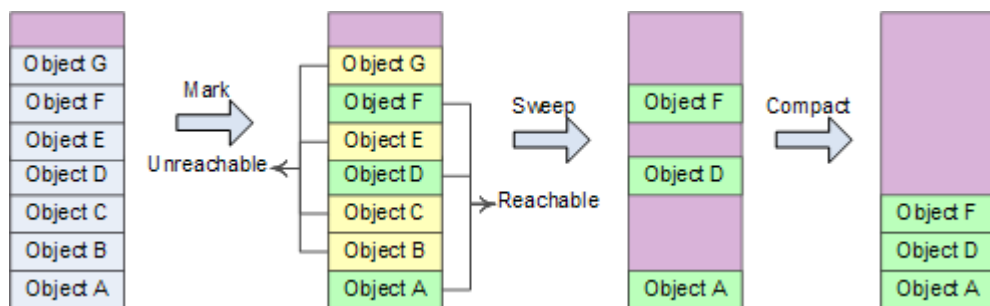 Object G
Object F
Object E
Object D
Object C
Object B
Object A
Mark
Unreachable
Object G
Object F
Object E
Object D
Object C
Object B
Object A
Reachable
Sweep
Object F
Object D
Object A
Compact
Object F
Object D
Object A